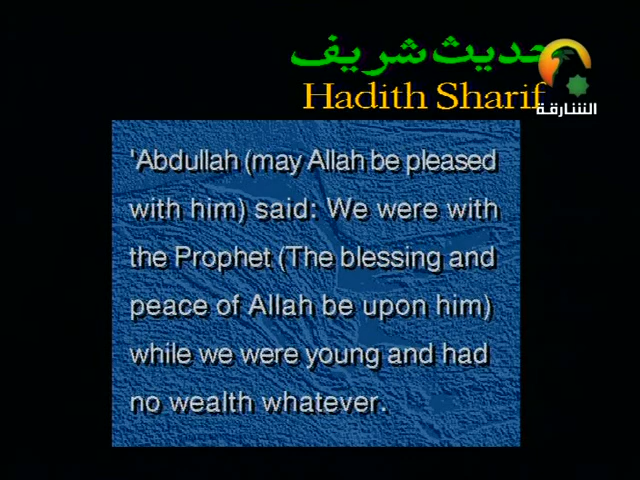 حديث شريف
Hadith Sharif
الشارقة
'Abdullah (may Allah be pleased
with him) said: We were with
the Prophet (The blessing and
peace of Allah be upon him)
while we were young and had
no wealth whatever.